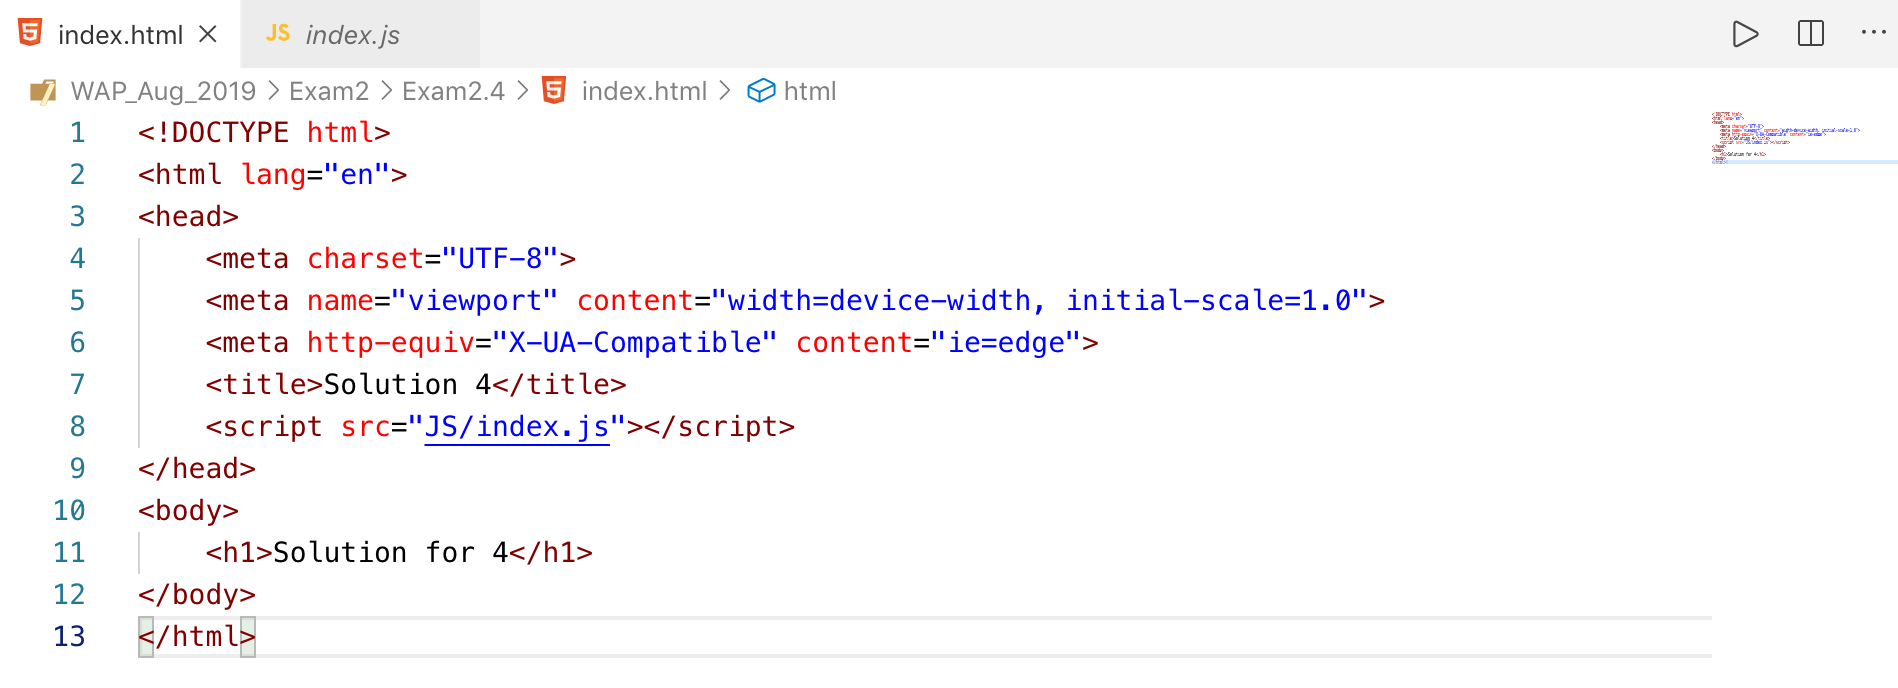 index.html × JS index.js
WAP_Aug_2019 > Exam2 > Exam2.4 > index.html > html
1 <!DOCTYPE html>
2 <html lang="en">
3 <head>
4     <meta charset="UTF-8">
5     <meta name="viewport" content="width=device-width, initial-scale=1.0">
6     <meta http-equiv="X-UA-Compatible" content="ie=edge">
7     <title>Solution 4</title>
8     <script src="JS/index.js"></script>
9 </head>
10 <body>
11     <h1>Solution for 4</h1>
12 </body>
13 </html>